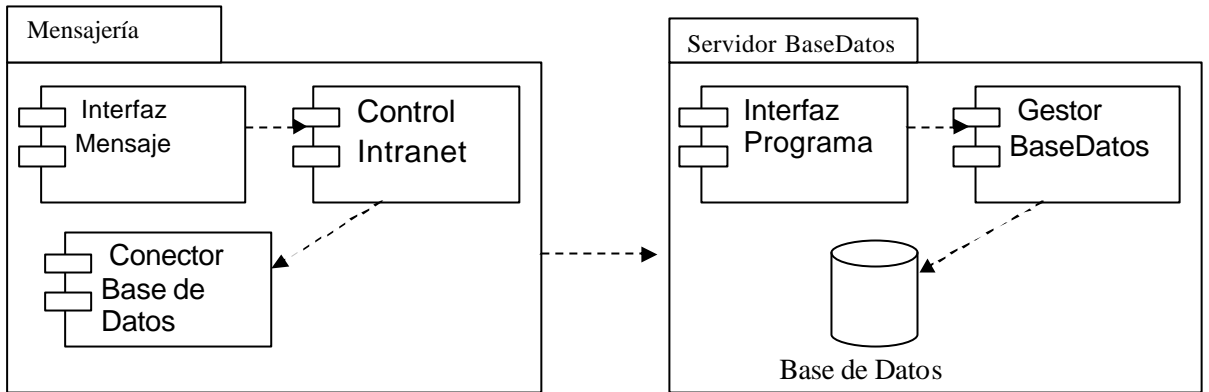 Mensajería
Interfaz
Mensaje
Control
Intranet
Conector
Base de
Datos
Servidor BaseDatos
Interfaz
Programa
Gestor
BaseDatos
Base de Datos